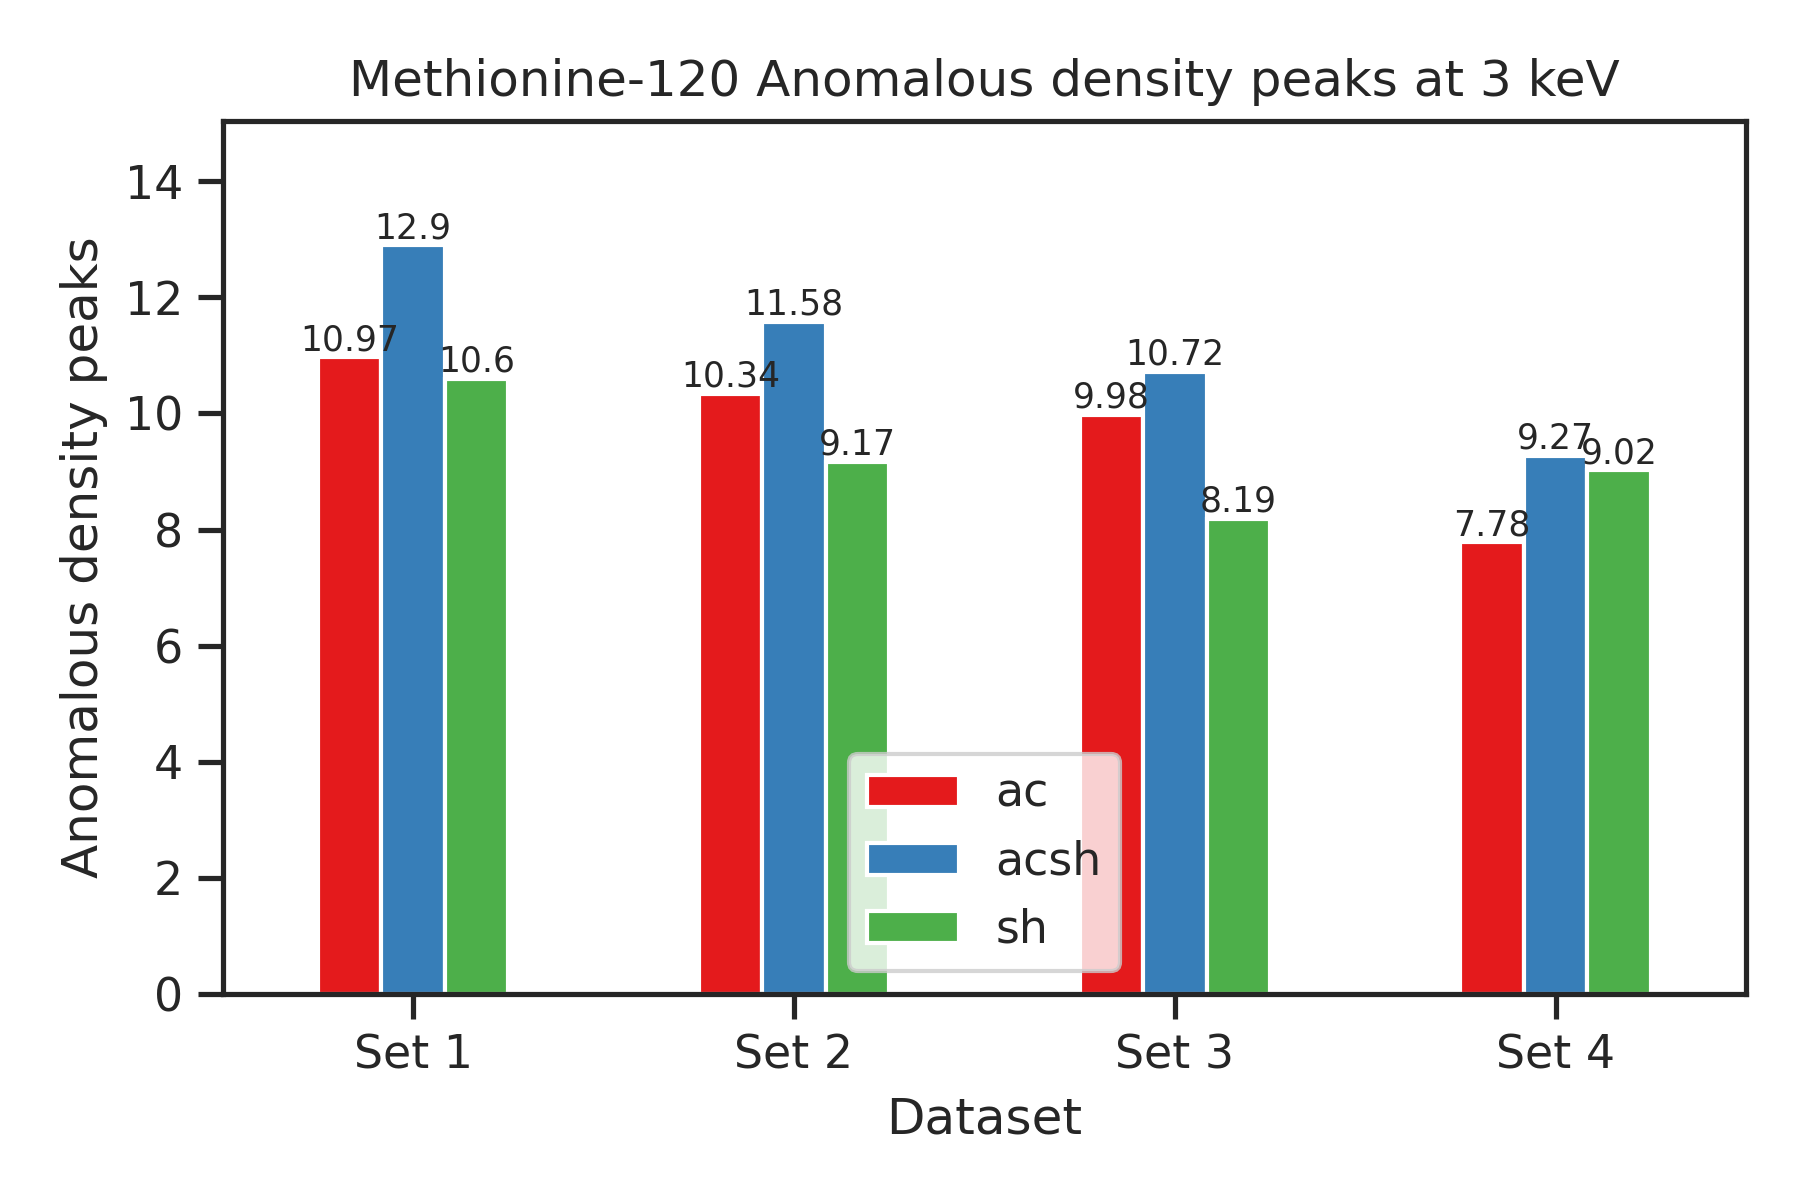 Methionine-120 Anomalous density peaks at 3 keV
Anomalous density peaks
14
12
10
8
6
4
2
0
10.97
12.9
10.6
10.34
11.58
9.17
9.98
10.72
8.19
7.78
9.27
9.02
ac
acsh
sh
Set 1
Set 2
Set 3
Set 4
Dataset